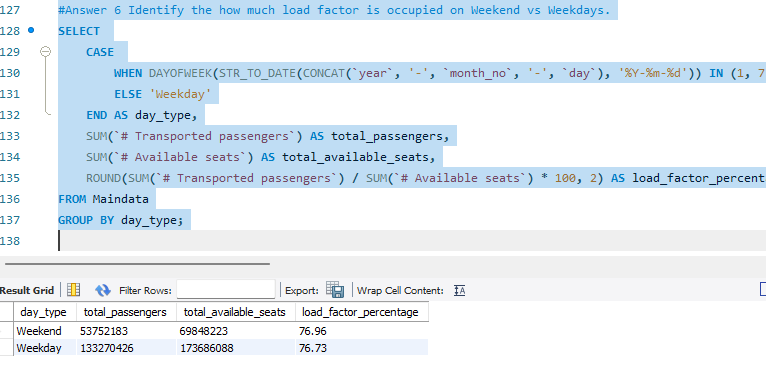 127 #Answer 6 Identify the how much load factor is occupied on Weekend vs Weekdays.
128 SELECT
129 CASE
130 WHEN DAYOFWEEK(STR_TO_DATE(CONCAT(`year`, '-', `month_no`, '-', `day`), '%Y-%m-%d')) IN (1, 7
131 ELSE 'Weekday'
132 END AS day_type,
133 SUM(`# Transported passengers`) AS total_passengers,
134 SUM(`# Available seats`) AS total_available_seats,
135 ROUND(SUM(`# Transported passengers`) / SUM(`# Available seats`) * 100, 2) AS load_factor_percent
136 FROM Maindata
137 GROUP BY day_type;
138
Result Grid Filter Rows: Export: Wrap Cell Content:
day_type total_passengers total_available_seats load_factor_percentage
Weekend 53752183 69848223 76.96
Weekday 133270426 173686088 76.73